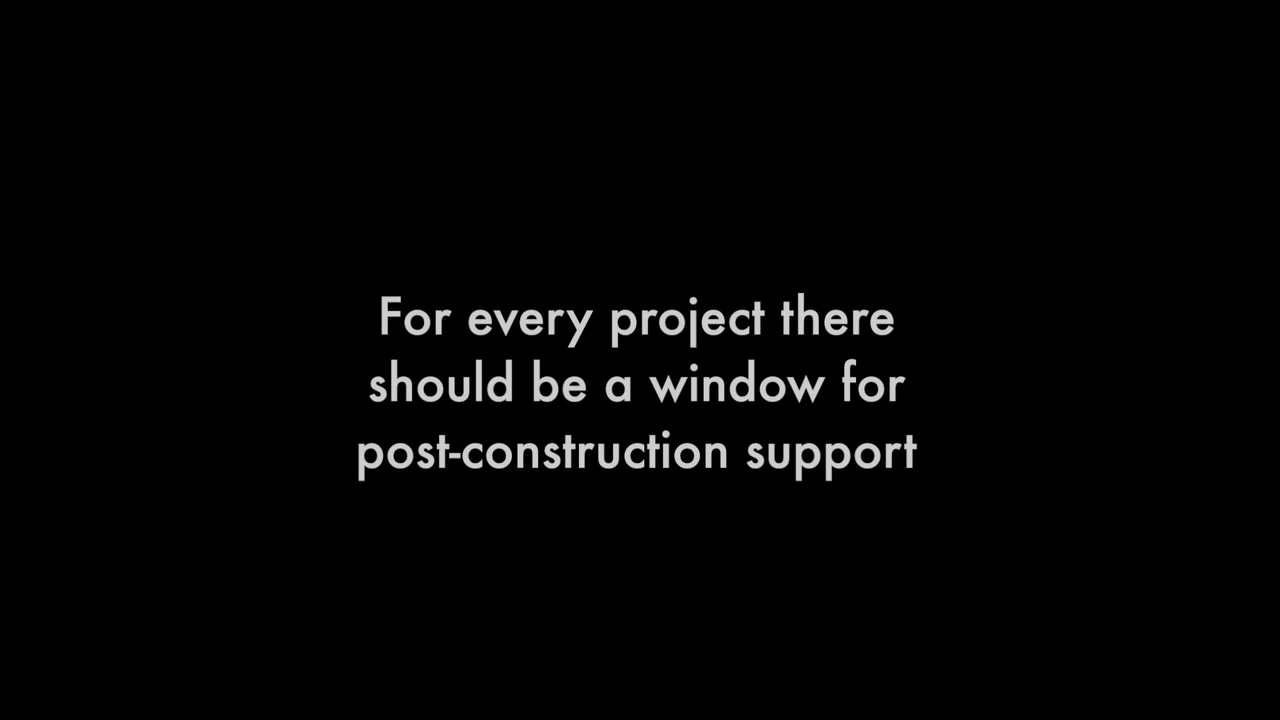 For every project there
should be a window for
post-construction support